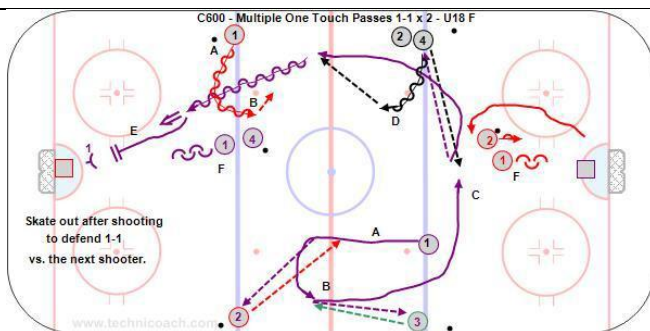 C600 - Multiple One Touch Passes 1-1 x 2 - U18 F
1
2
4
A
B
D
2
E
1
1
4
F
1
F
C
Skate out after shooting
to defend 1-1
vs. the next shooter.
A
1
B
2
3
www.technicoach.com